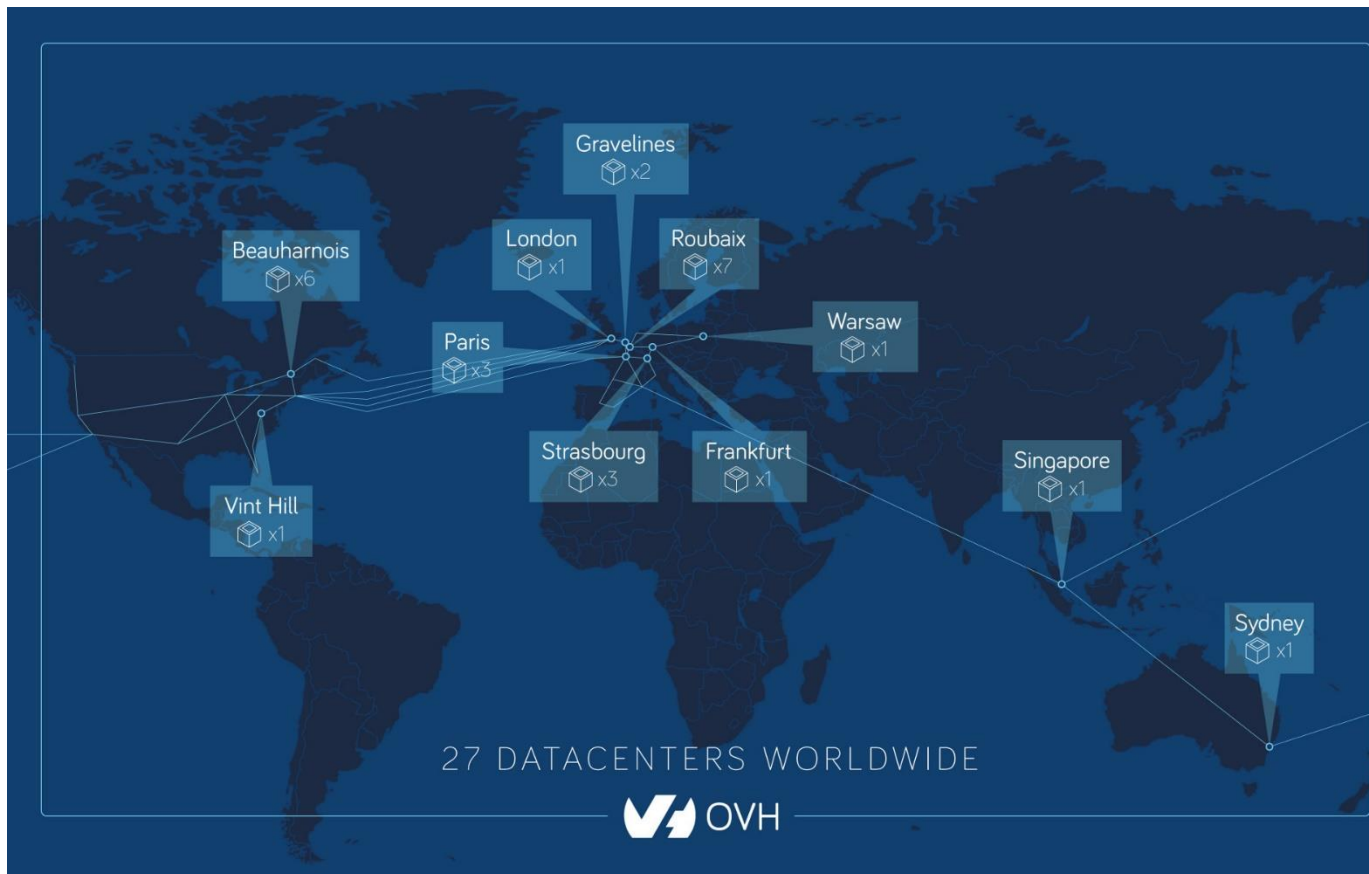 Gravelines
x2
London
x1
Roubaix
x7
Beauharnois
x6
Warsaw
x1
Paris
x3
Strasbourg
x3
Frankfurt
x1
Singapore
x1
Vint Hill
x1
Sydney
x1
27 DATACENTERS WORLDWIDE
OVH